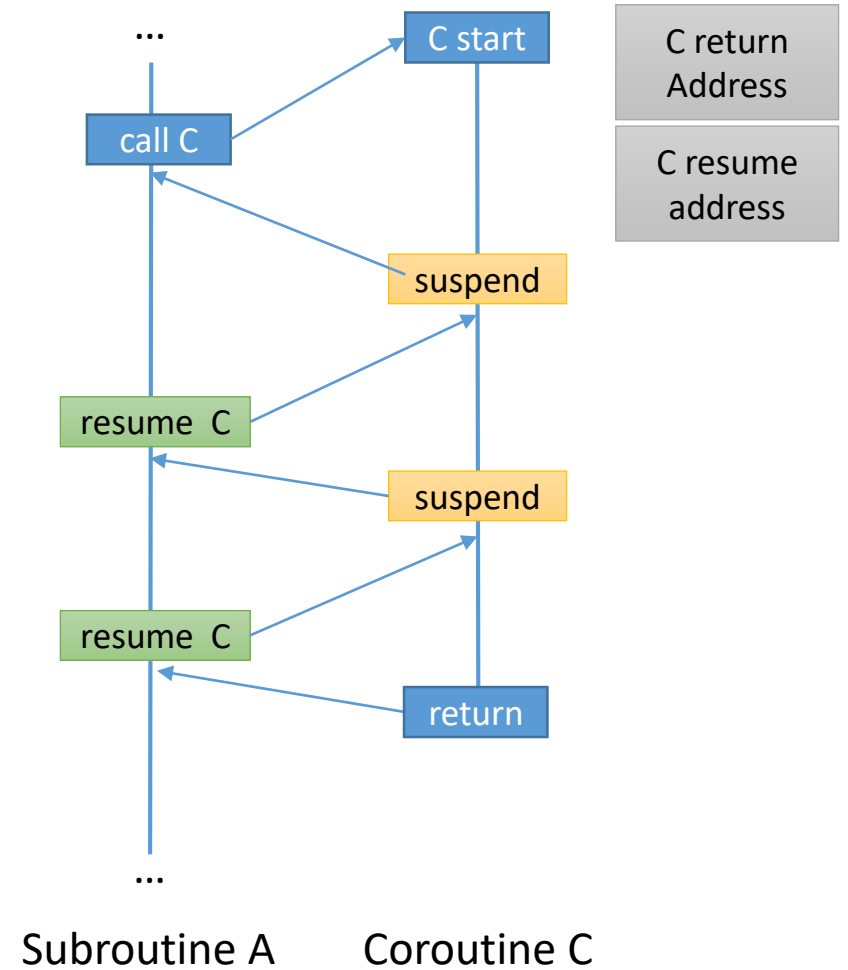 ...
C start
call C
suspend
resume C
suspend
resume C
return
...
Subroutine A
Coroutine C
C return
Address
C resume
address